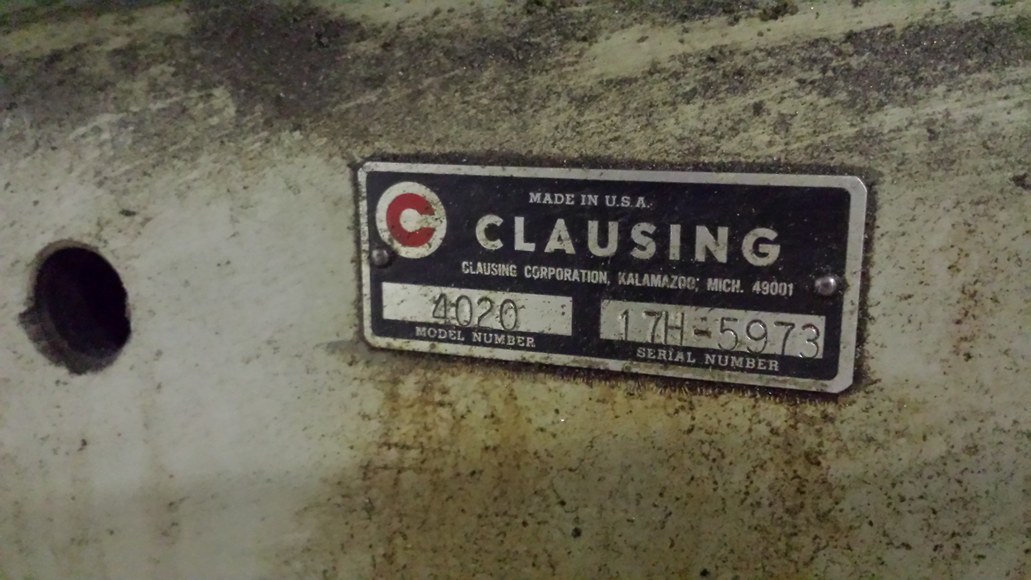 C
MADE IN U.S.A.
CLAUSING
CLAUSING CORPORATION, KALAMAZOO, MICH. 49001
4020
MODEL NUMBER
17H-5973
SERIAL NUMBER